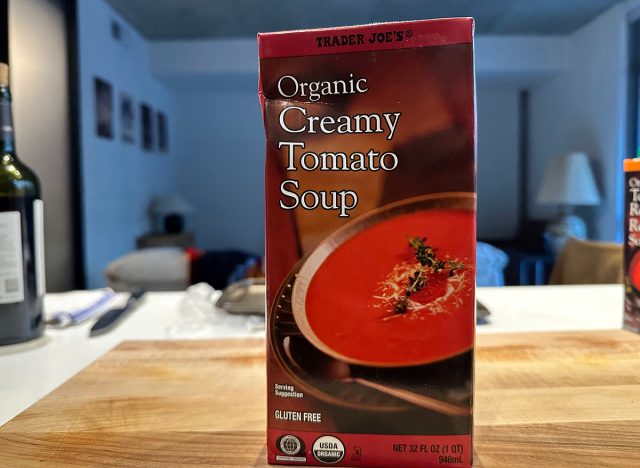 TRADER JOE'S®
Organic
Creamy
Tomato
Soup
Serving
Suggestion
GLUTEN FREE
USDA
ORGANIC
NET 32 FL OZ (1 QT)
946mL